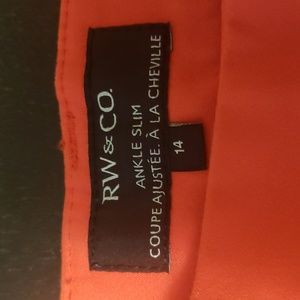 RW&CO.
ANKLE SLIM
COUPE AJUSTÉE. À LA CHEVILLE
14